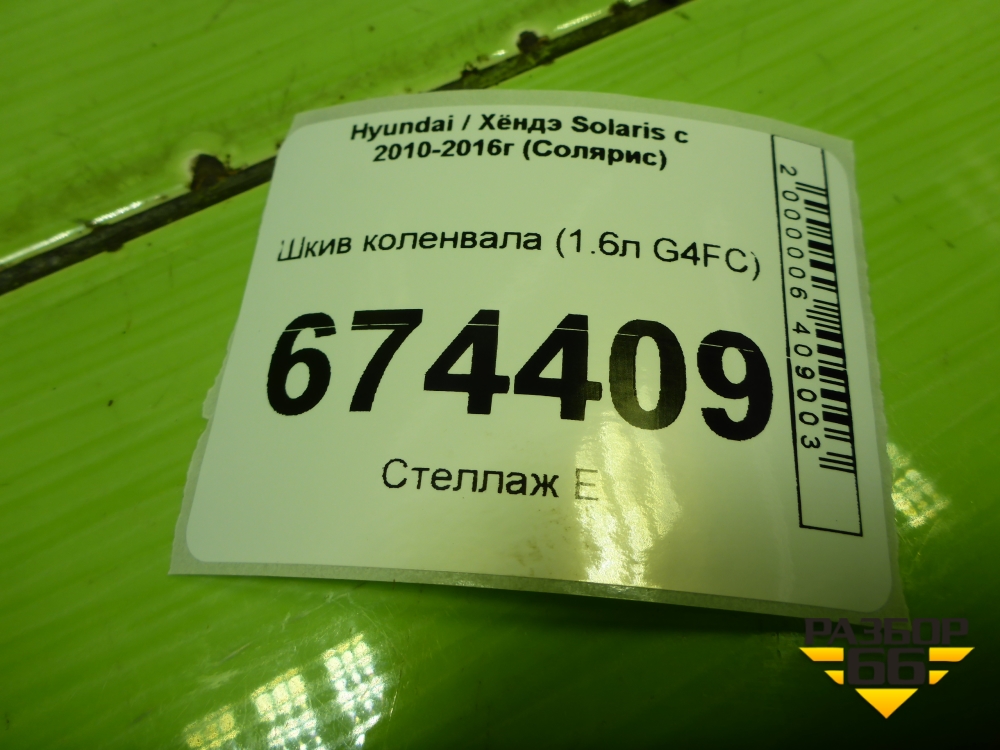 Hyundai / Хёндэ Solaris с
2010-2016г (Солярис)
Шкив коленвала (1.6л G4FC)
674409
Стеллаж E
2000006409003
РАЗБОР
66